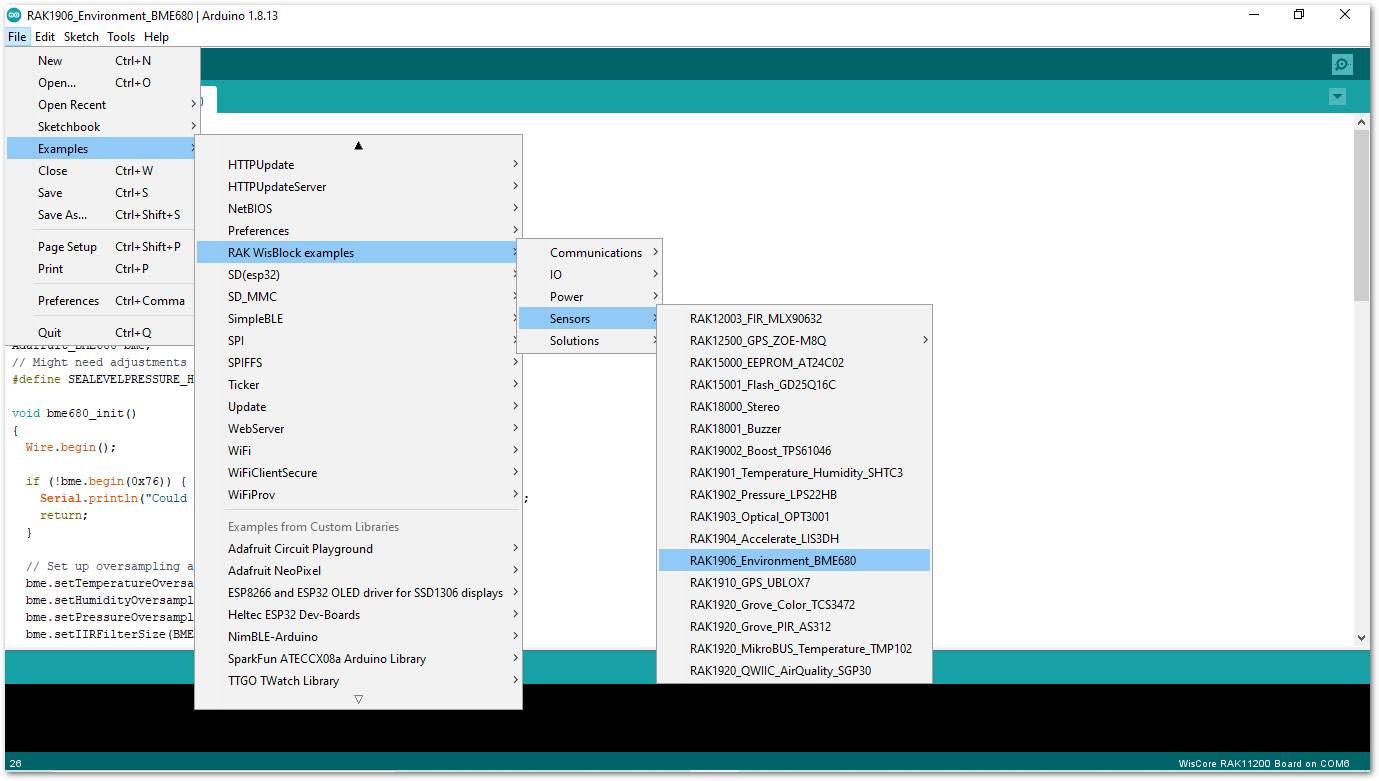 RAK1906_Environment_BME680 | Arduino 1.8.13
File Edit Sketch Tools Help
New Ctrl+N
Open... Ctrl+O
Open Recent
Sketchbook
Examples
Close Ctrl+W
Save Ctrl+S
Save As... Ctrl+Shift+S
Page Setup Ctrl+Shift+P
Print Ctrl+P
Preferences Ctrl+Comma
Quit Ctrl+Q
HTTPUpdate
HTTPUpdateServer
NetBIOS
Preferences
RAK WisBlock examples
SD(esp32)
SD_MMC
SimpleBLE
SPI
SPIFFS
Ticker
Update
WebServer
WiFi
WiFiClientSecure
WiFiProv
Examples from Custom Libraries
Adafruit Circuit Playground
Adafruit NeoPixel
ESP8266 and ESP32 OLED driver for SSD1306 displays
Heltec ESP32 Dev-Boards
NimBLE-Arduino
SparkFun ATECCX08a Arduino Library
TTGO TWatch Library
Communications
IO
Power
Sensors
Solutions
RAK12003_FIR_MLX90632
RAK12500_GPS_ZOE-M8Q
RAK15000_EEPROM_AT24C02
RAK15001_Flash_GD25Q16C
RAK18000_Stereo
RAK18001_Buzzer
RAK19002_Boost_TPS61046
RAK1901_Temperature_Humidity_SHTC3
RAK1902_Pressure_LPS22HB
RAK1903_Optical_OPT3001
RAK1904_Accelerate_LIS3DH
RAK1906_Environment_BME680
RAK1910_GPS_UBLOX7
RAK1920_Grove_Color_TCS3472
RAK1920_Grove_PIR_AS312
RAK1920_MikroBUS_Temperature_TMP102
RAK1920_QWIIC_AirQuality_SGP30
Adafruit_BME680 bme;
// Might need adjustments
#define SEALEVELPRESSURE_H
void bme680_init()
{
Wire.begin();
if (!bme.begin(0x76)) {
Serial.println("Could ;
return;
}
// Set up oversampling a
bme.setTemperatureOversa
bme.setHumidityOversampl
bme.setPressureOversampl
bme.setIIRFilterSize(BME
26 WisCore RAK11200 Board on COM6